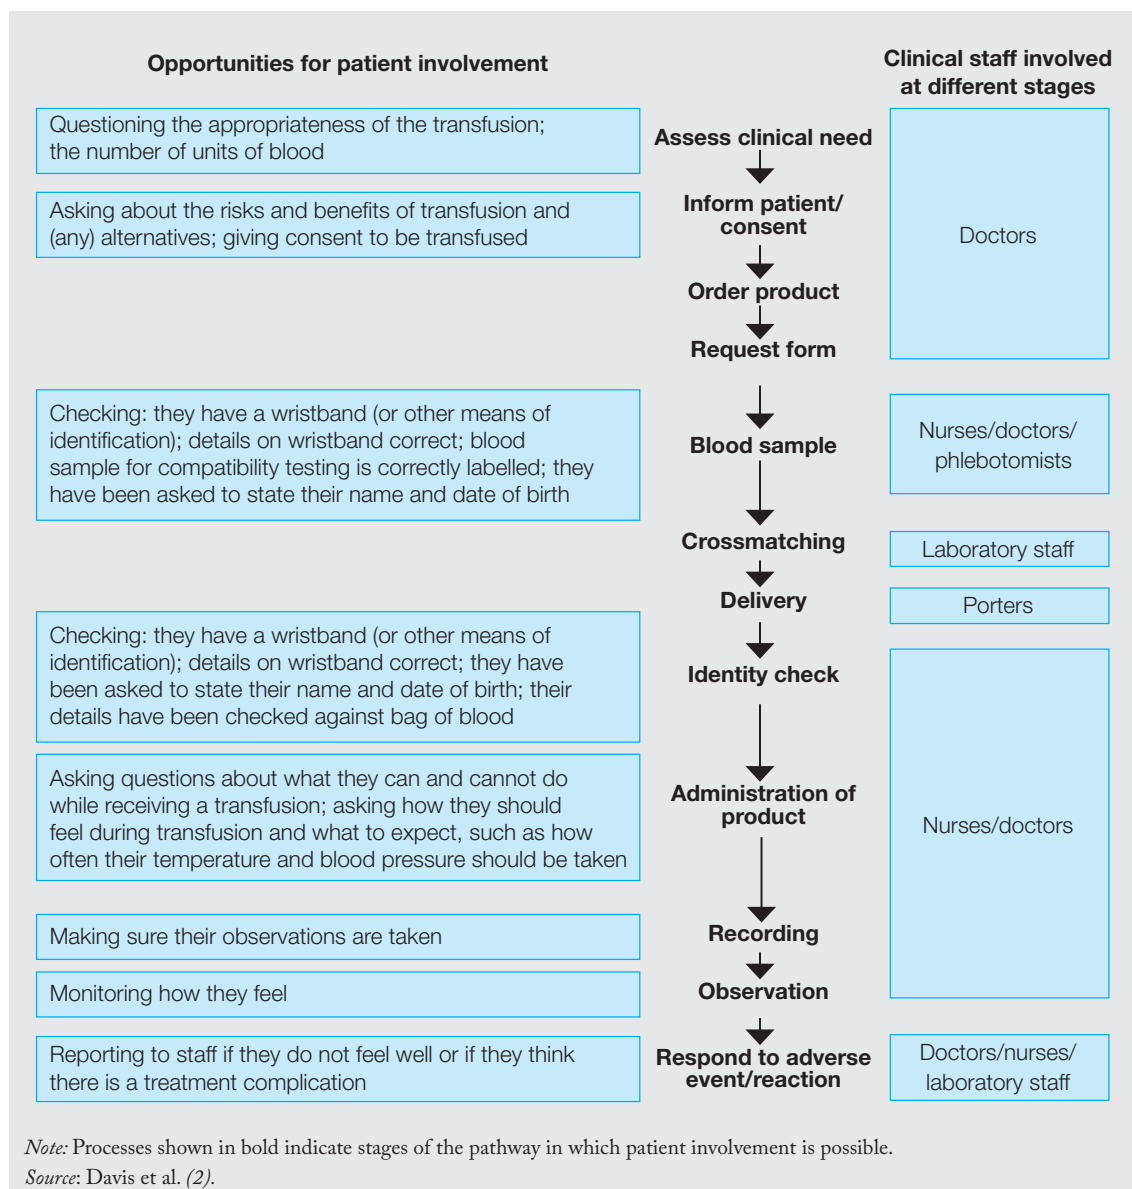 Opportunities for patient involvement
Clinical staff involved
at different stages
Questioning the appropriateness of the transfusion;
the number of units of blood
Assess clinical need
Doctors
Asking about the risks and benefits of transfusion and
(any) alternatives; giving consent to be transfused
Inform patient/
consent
Order product
Request form
Checking: they have a wristband (or other means of
identification); details on wristband correct; blood
sample for compatibility testing is correctly labelled; they
have been asked to state their name and date of birth
Blood sample
Nurses/doctors/
phlebotomists
Crossmatching
Laboratory staff
Delivery
Porters
Checking: they have a wristband (or other means of
identification); details on wristband correct; they have
been asked to state their name and date of birth; their
details have been checked against bag of blood
Identity check
Nurses/doctors
Asking questions about what they can and cannot do
while receiving a transfusion; asking how they should
feel during transfusion and what to expect, such as how
often their temperature and blood pressure should be taken
Administration of
product
Making sure their observations are taken
Recording
Monitoring how they feel
Observation
Reporting to staff if they do not feel well or if they think
there is a treatment complication
Respond to adverse
event/reaction
Doctors/nurses/
laboratory staff
Note: Processes shown in bold indicate stages of the pathway in which patient involvement is possible.
Source: Davis et al. (2).